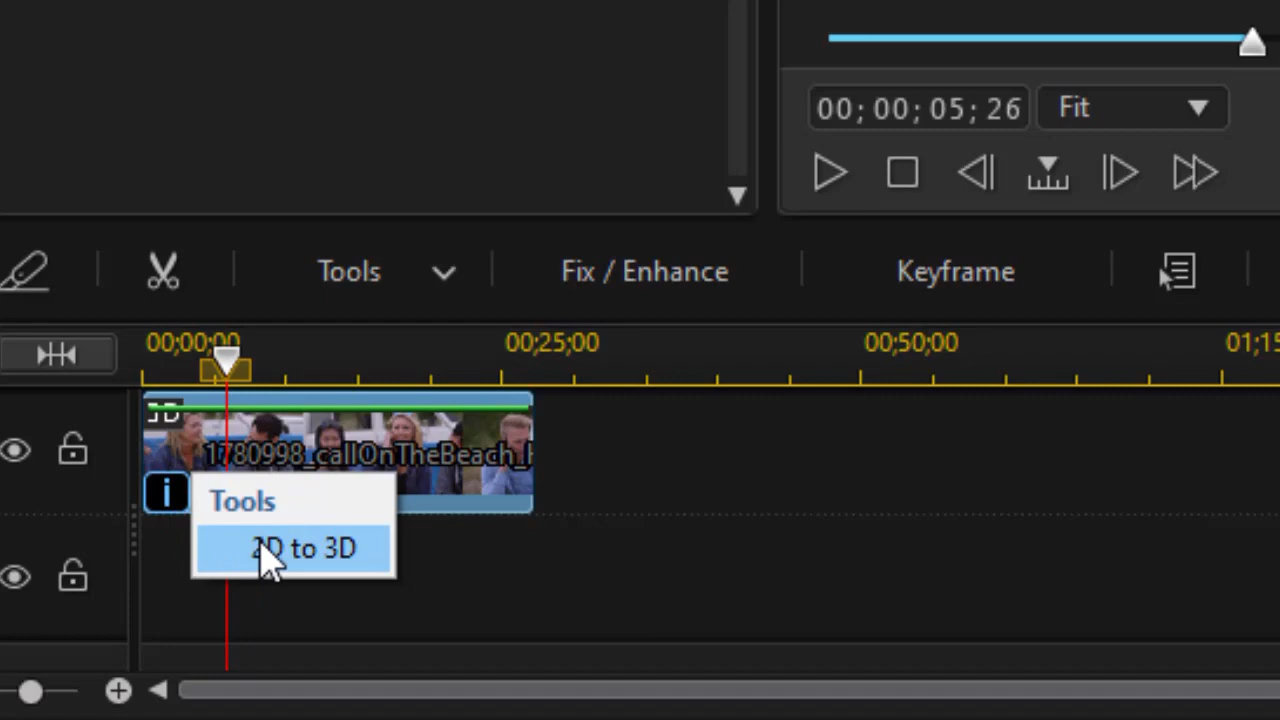 00; 00; 05; 26 Fit
Tools Fix / Enhance Keyframe
00;00;00 00;25;00 00;50;00 01;15
3D
1780998_callOnTheBeach_
i
Tools
2D to 3D